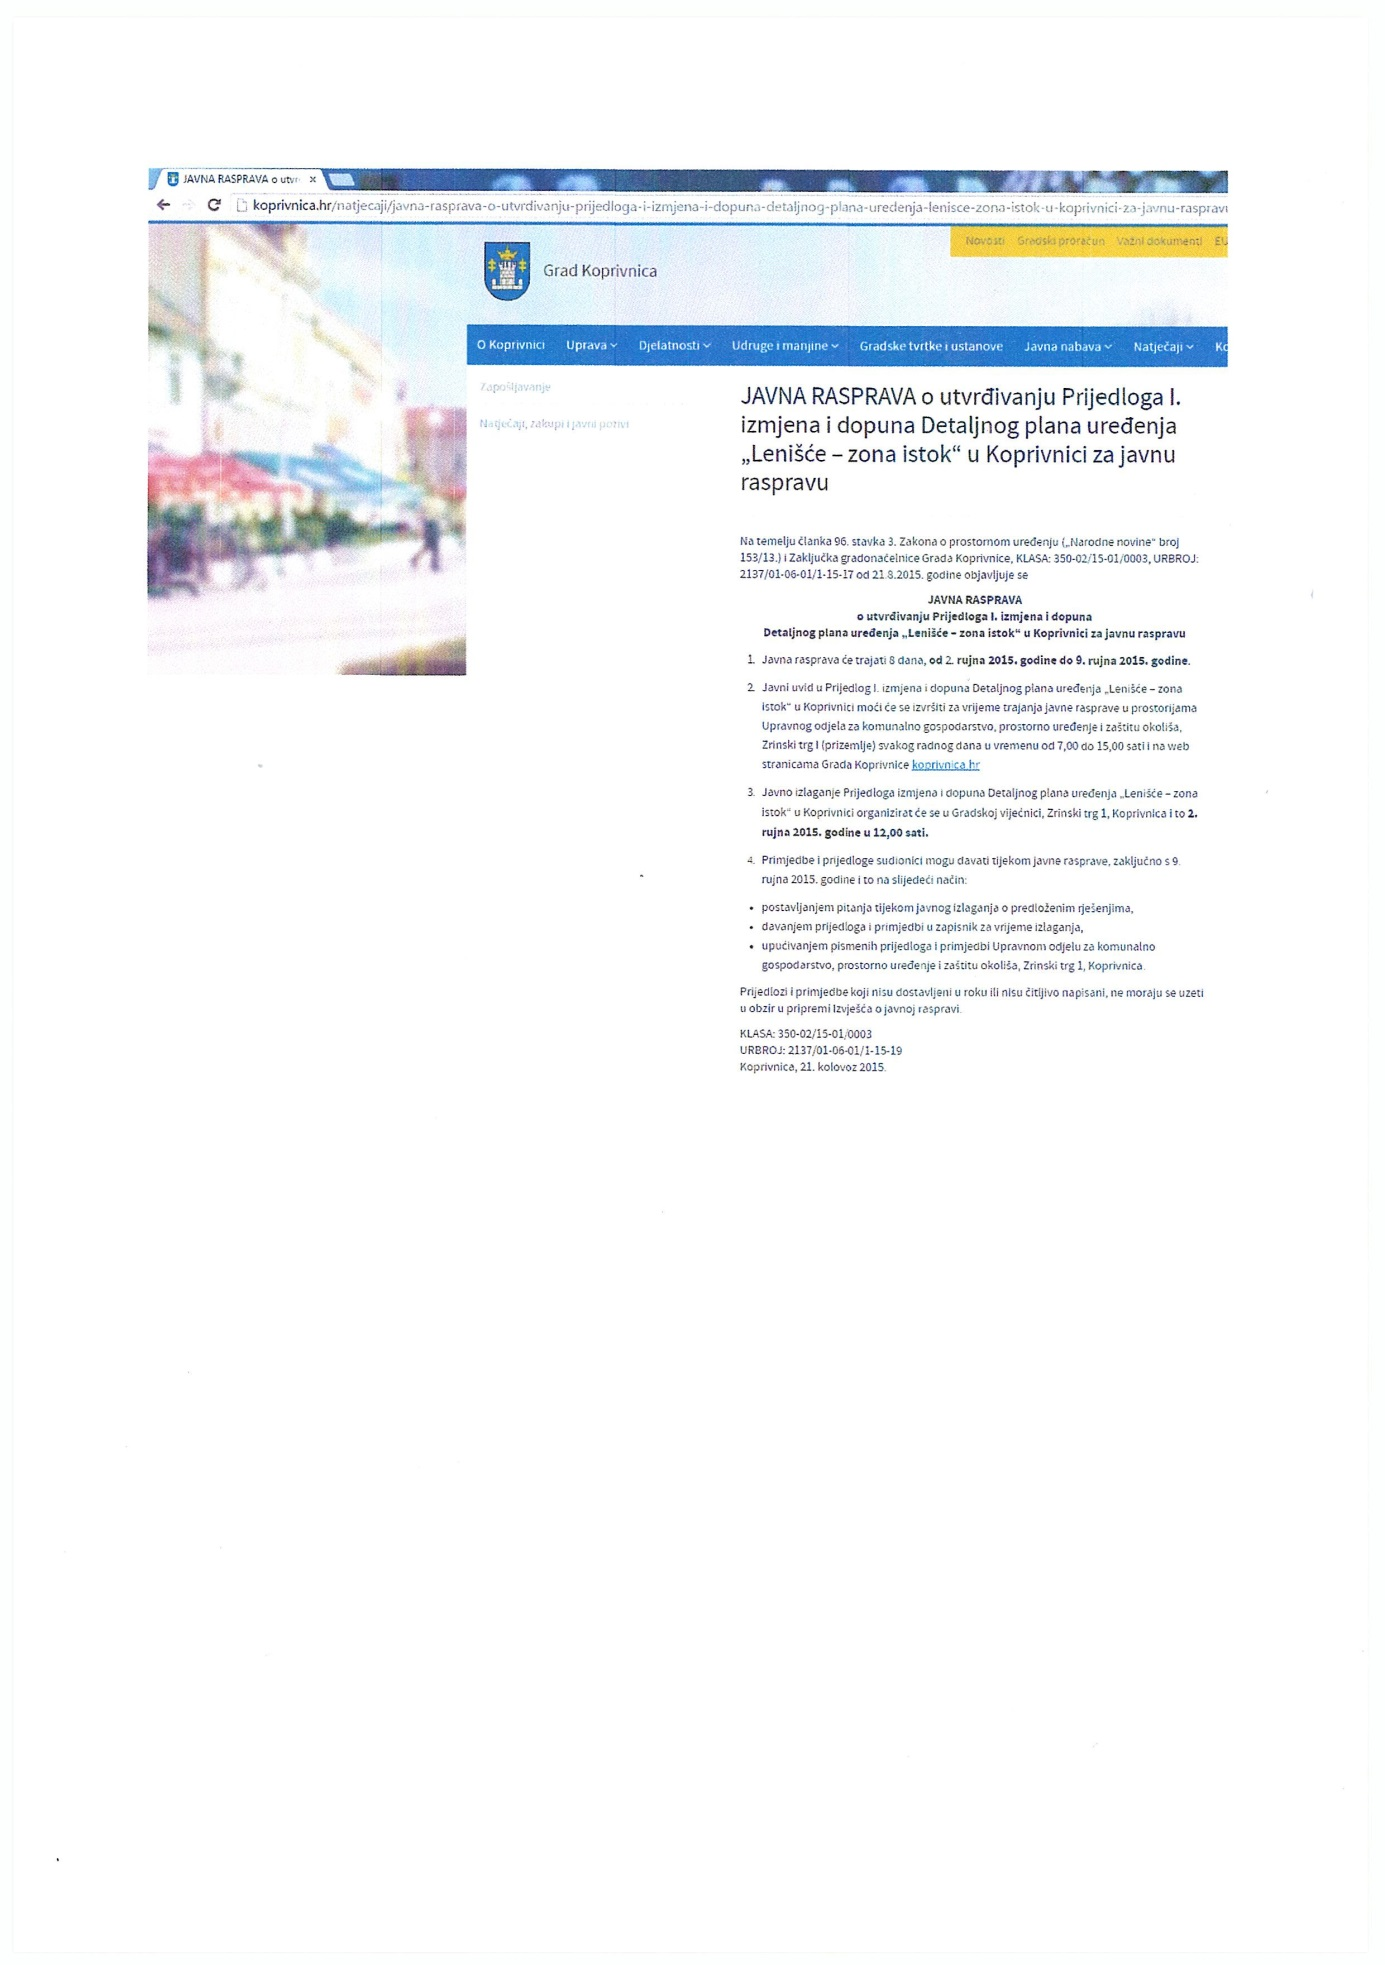 JAVNA RASPRAVA o utvr
koprivnica.hr/natjecaji/javna-rasprava-o-utvrdivanju-prijedloga-i-izmjena-i-dopuna-detaljnog-plana-uredenja-lenisce-zona-istok-u-koprivnici-za-javnu-raspravu
Novosti Gradski proračun Važni dokumenti EU
Grad Koprivnica
O Koprivnici Uprava Djelatnosti Udruge i manjine Gradske tvrtke i ustanove Javna nabava Natječaji Ko
Zapošljavanje
Natječaji, zakupi i javni pozivi
JAVNA RASPRAVA o utvrđivanju Prijedloga I.
izmjena i dopuna Detaljnog plana uređenja
„Lenišće – zona istok“ u Koprivnici za javnu
raspravu
Na temelju članka 96. stavka 3. Zakona o prostornom uređenju („Narodne novine“ broj
153/13.) i Zaključka gradonačelnice Grada Koprivnice, KLASA: 350-02/15-01/0003, URBROJ:
2137/01-06-01/1-15-17 od 21.8.2015. godine objavljuje se
JAVNA RASPRAVA
o utvrđivanju Prijedloga I. izmjena i dopuna
Detaljnog plana uređenja „Lenišće – zona istok“ u Koprivnici za javnu raspravu
1. Javna rasprava će trajati 8 dana, od 2. rujna 2015. godine do 9. rujna 2015. godine.
2. Javni uvid u Prijedlog I. izmjena i dopuna Detaljnog plana uređenja „Lenišće – zona
istok“ u Koprivnici moći će se izvršiti za vrijeme trajanja javne rasprave u prostorijama
Upravnog odjela za komunalno gospodarstvo, prostorno uređenje i zaštitu okoliša,
Zrinski trg I (prizemlje) svakog radnog dana u vremenu od 7,00 do 15,00 sati i na web
stranicama Grada Koprivnice koprivnica.hr
3. Javno izlaganje Prijedloga izmjena i dopuna Detaljnog plana uređenja „Lenišće – zona
istok“ u Koprivnici organizirat će se u Gradskoj vijećnici, Zrinski trg 1, Koprivnica i to 2.
rujna 2015. godine u 12,00 sati.
4. Primjedbe i prijedloge sudionici mogu davati tijekom javne rasprave, zaključno s 9.
rujna 2015. godine i to na slijedeći način:
• postavljanjem pitanja tijekom javnog izlaganja o predloženim rješenjima,
• davanjem prijedloga i primjedbi u zapisnik za vrijeme izlaganja,
• upućivanjem pismenih prijedloga i primjedbi Upravnom odjelu za komunalno
gospodarstvo, prostorno uređenje i zaštitu okoliša, Zrinski trg 1, Koprivnica.
Prijedlozi i primjedbe koji nisu dostavljeni u roku ili nisu čitljivo napisani, ne moraju se uzeti
u obzir u pripremi Izvješća o javnoj raspravi.
KLASA: 350-02/15-01/0003
URBROJ: 2137/01-06-01/1-15-19
Koprivnica, 21. kolovoz 2015.